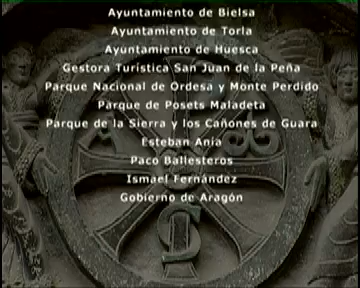 Ayuntamiento de Bielsa
Ayuntamiento de Torla
Ayuntamiento de Huesca
Gestora Turística San Juan de la Peña
Parque Nacional de Ordesa y Monte Perdido
Parque de Posets Maladeta
Parque de la Sierra y los Cañones de Guara
Esteban Anía
Paco Ballesteros
Ismael Fernández
Gobierno de Aragón